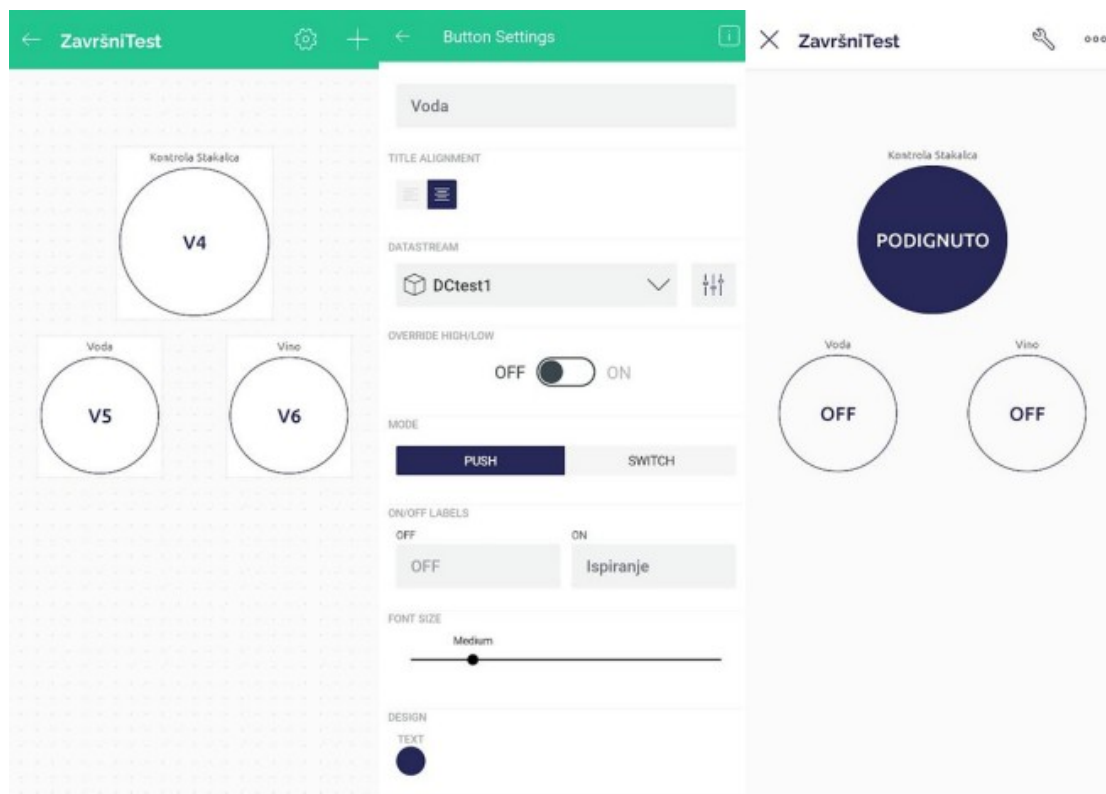 ZavršniTest
Kontrola Stakalca
V4
Voda
Vino
V5
V6
Button Settings
Voda
TITLE ALIGNMENT
DATASTREAM
DCtest1
OVERRIDE HIGH/LOW
OFF ON
MODE
PUSH SWITCH
ON/OFF LABELS
OFF ON
OFF Ispiranje
FONT SIZE
Medium
DESIGN
TEXT
ZavršniTest
Kontrola Stakalca
PODIGNUTO
Voda
Vino
OFF
OFF